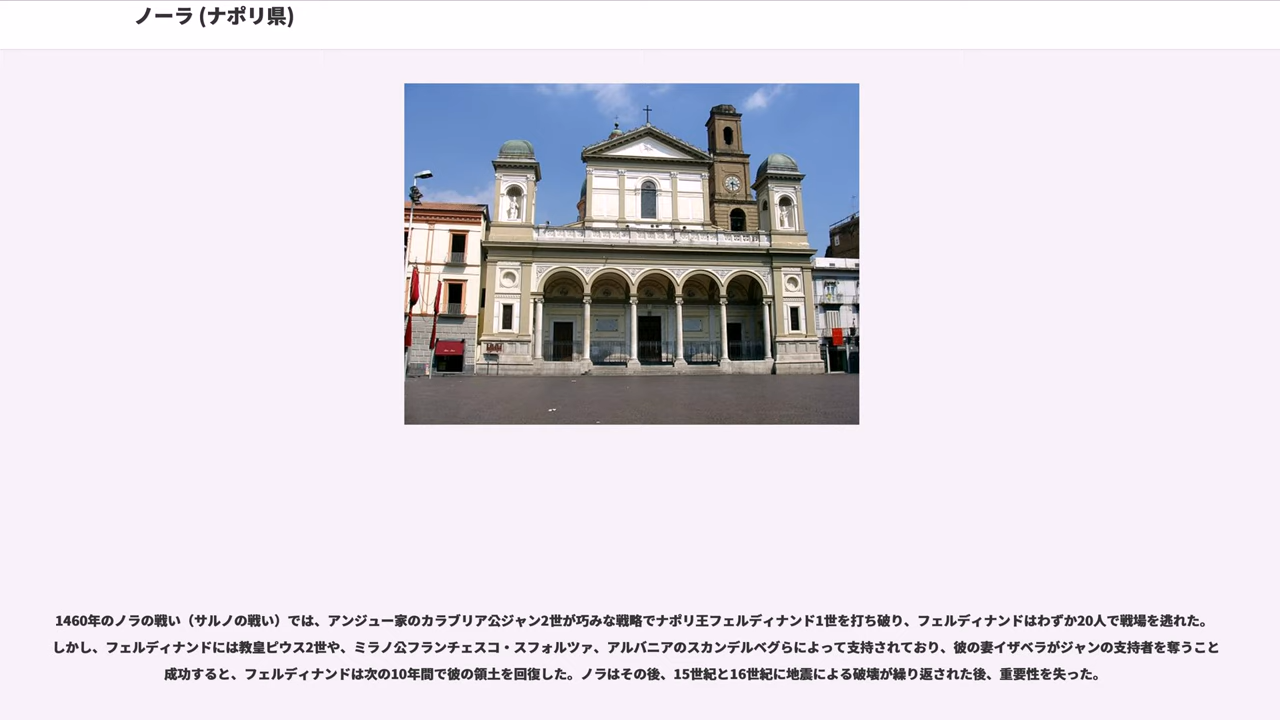 ノーラ (ナポリ県)
1460年のノラの戦い（サルノの戦い）では、アンジュー家のカラブリア公ジャン2世が巧みな戦略でナポリ王フェルディナンド1世を打ち破り、フェルディナンドはわずか20人で戦場を逃れた。
しかし、フェルディナンドには教皇ピウス2世や、ミラノ公フランチェスコ・スフォルツァ、アルバニアのスカンデルベグらによって支持されており、彼の妻イザベラがジャンの支持者を奪うこと
成功すると、フェルディナンドは次の10年間で彼の領土を回復した。ノラはその後、15世紀と16世紀に地震による破壊が繰り返された後、重要性を失った。